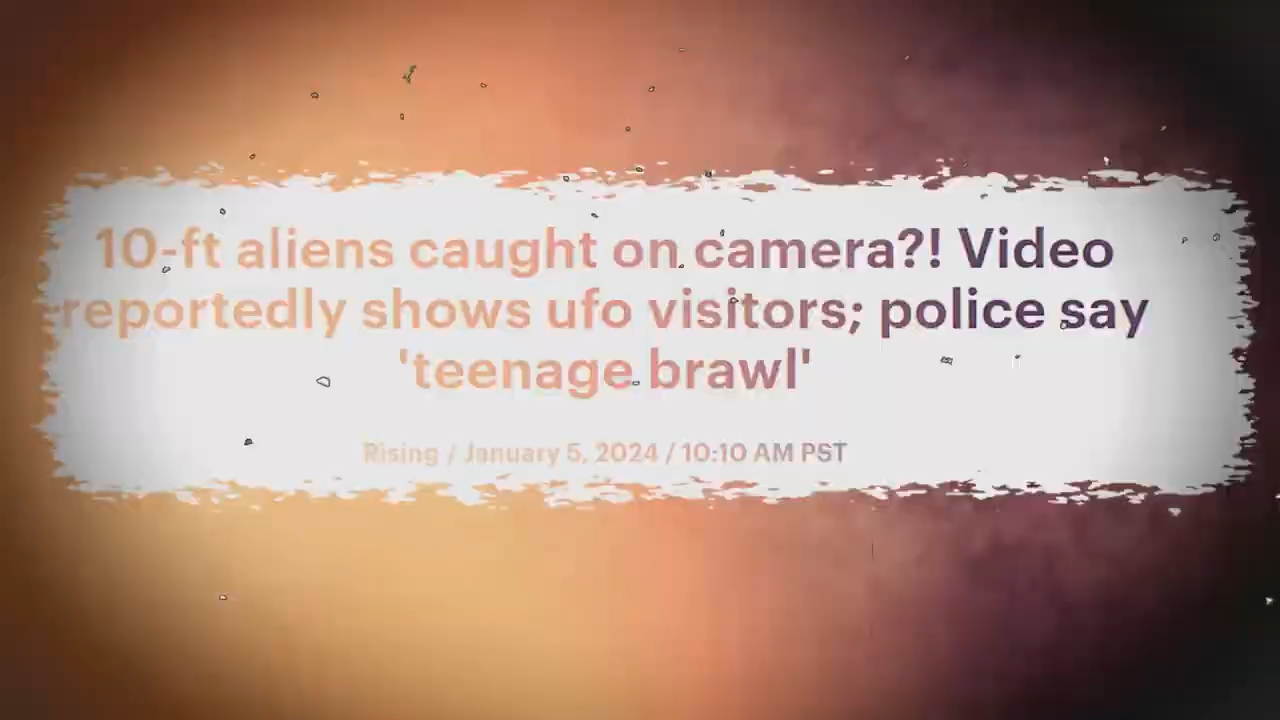 10-ft aliens caught on camera?! Video
reportedly shows ufo visitors; police say
'teenage brawl'
Rising / January 5, 2024 / 10:10 AM PST